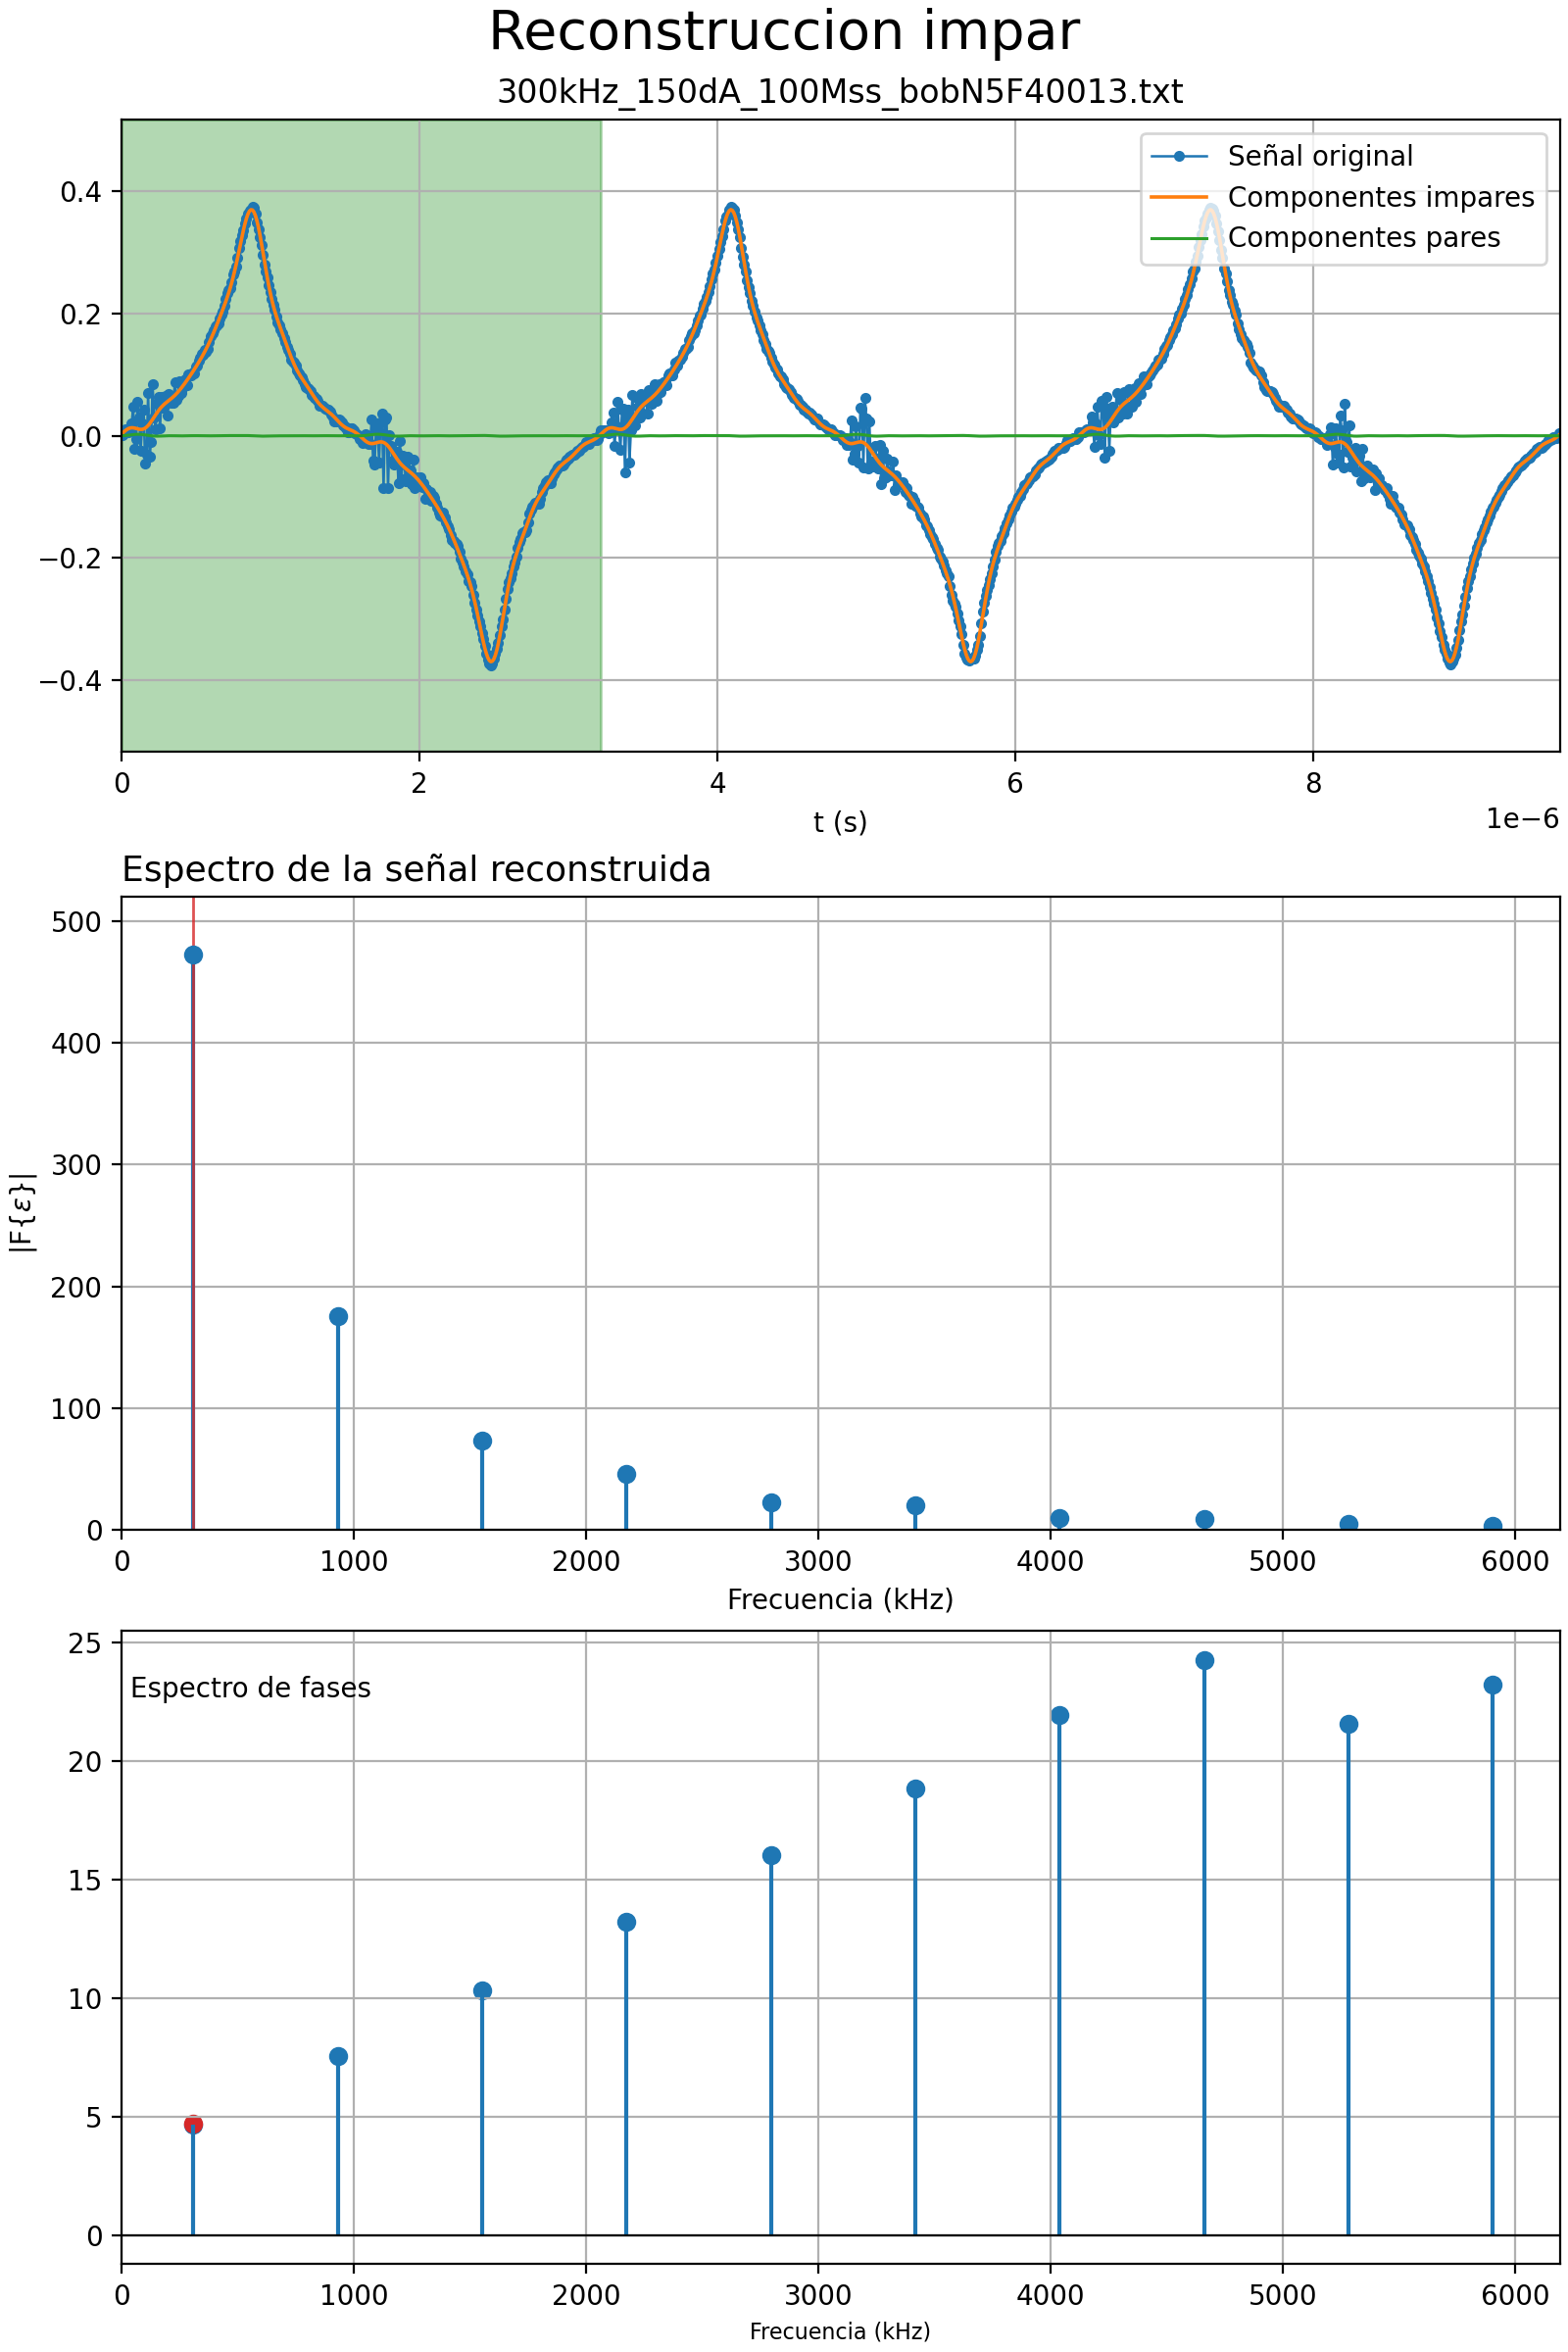 Reconstruccion impar
300kHz_150dA_100Mss_bobN5F40013.txt
Señal original
Componentes impares
Componentes pares
0.4
0.2
0.0
−0.2
−0.4
0 2 4 6 8
1e−6
t (s)
Espectro de la señal reconstruida
500
400
300
200
100
0
|F{ε}|
0 1000 2000 3000 4000 5000 6000
Frecuencia (kHz)
25
Espectro de fases
20
15
10
5
0
0 1000 2000 3000 4000 5000 6000
Frecuencia (kHz)